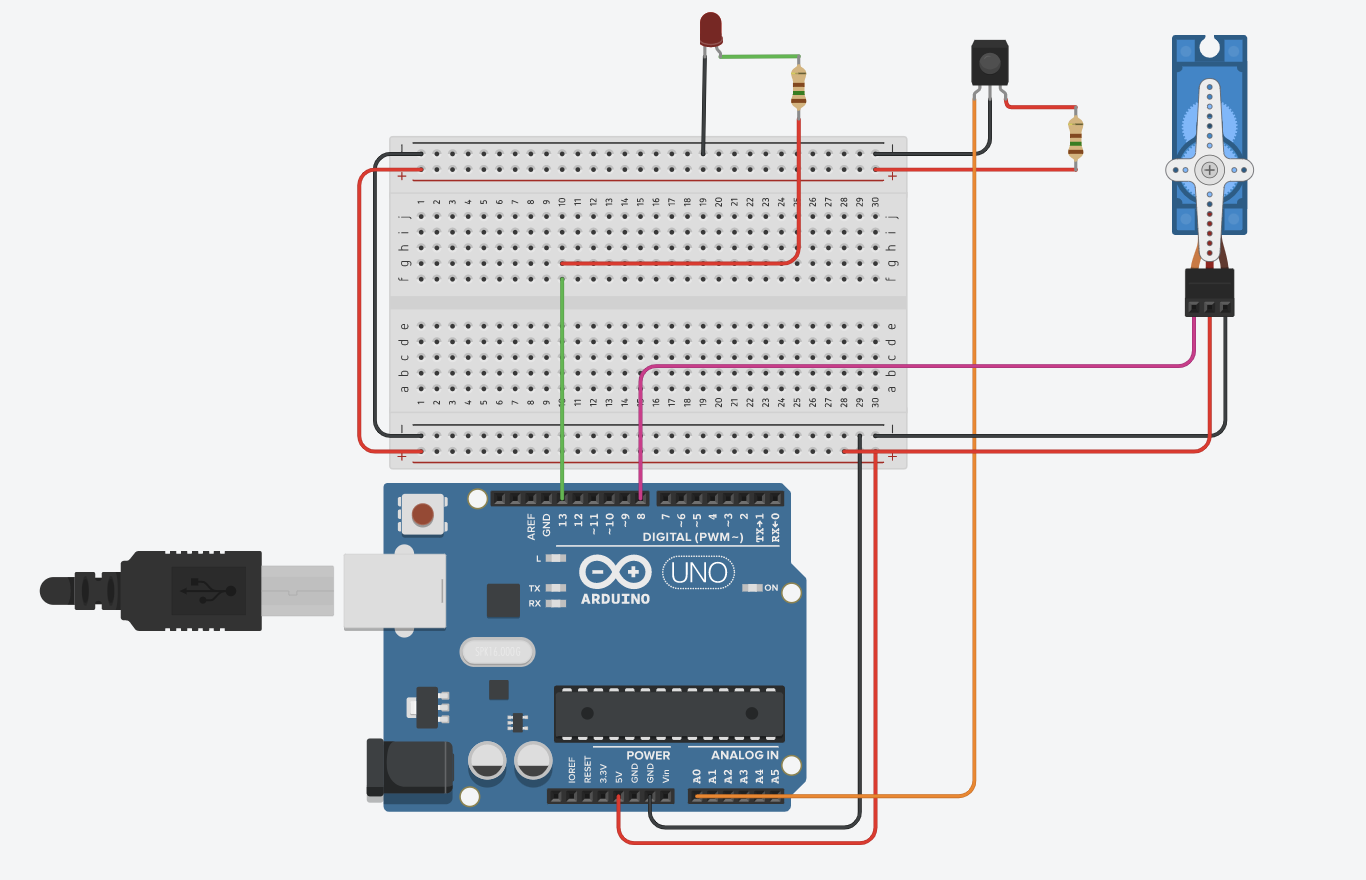 − −
+ +
1 2 3 4 5 6 7 8 9 10 11 12 13 14 15 16 17 18 19 20 21 22 23 24 25 26 27 28 29 30
j j
i i
h h
g g
f f
e e
d d
c c
b b
a a
1 2 3 4 5 6 7 8 9 10 11 12 13 14 15 16 17 18 19 20 21 22 23 24 25 26 27 28 29 30
− −
+ +
AREF GND 13 12 ~11 ~10 ~9 8 7 ~6 ~5 4 ~3 2 TX→1 RX←0
DIGITAL (PWM~)
L
− +
UNO
TX
ON
RX
ARDUINO
POWER ANALOG IN
IOREF RESET 3.3V 5V GND GND Vin A0 A1 A2 A3 A4 A5